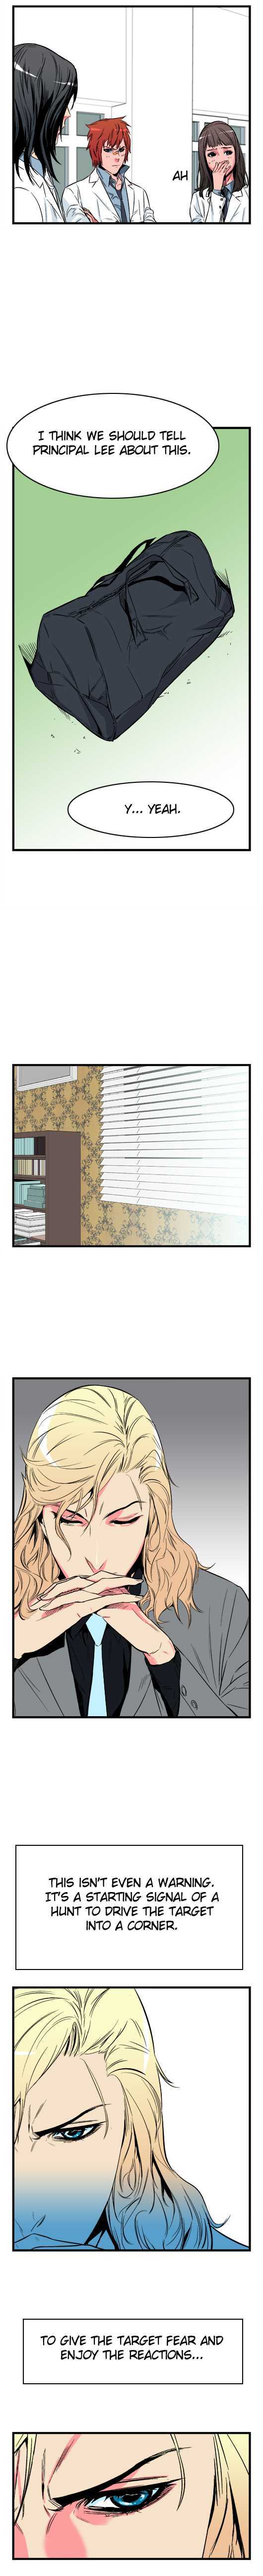 AH
I THINK WE SHOULD TELL
PRINCIPAL LEE ABOUT THIS.
Y... YEAH.
THIS ISN'T EVEN A WARNING.
IT'S A STARTING SIGNAL OF A
HUNT TO DRIVE THE TARGET
INTO A CORNER.
TO GIVE THE TARGET FEAR AND
ENJOY THE REACTIONS...